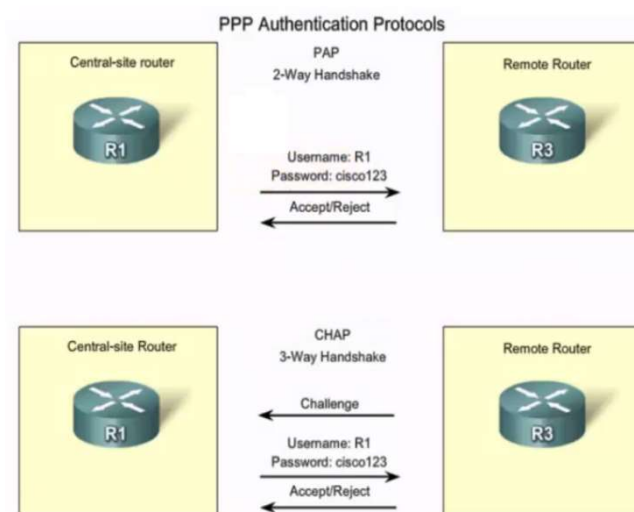 PPP Authentication Protocols
Central-site router
PAP
2-Way Handshake
Remote Router
R1
R3
Username: R1
Password: cisco123
Accept/Reject
Central-site Router
CHAP
3-Way Handshake
Remote Router
R1
R3
Challenge
Username: R1
Password: cisco123
Accept/Reject